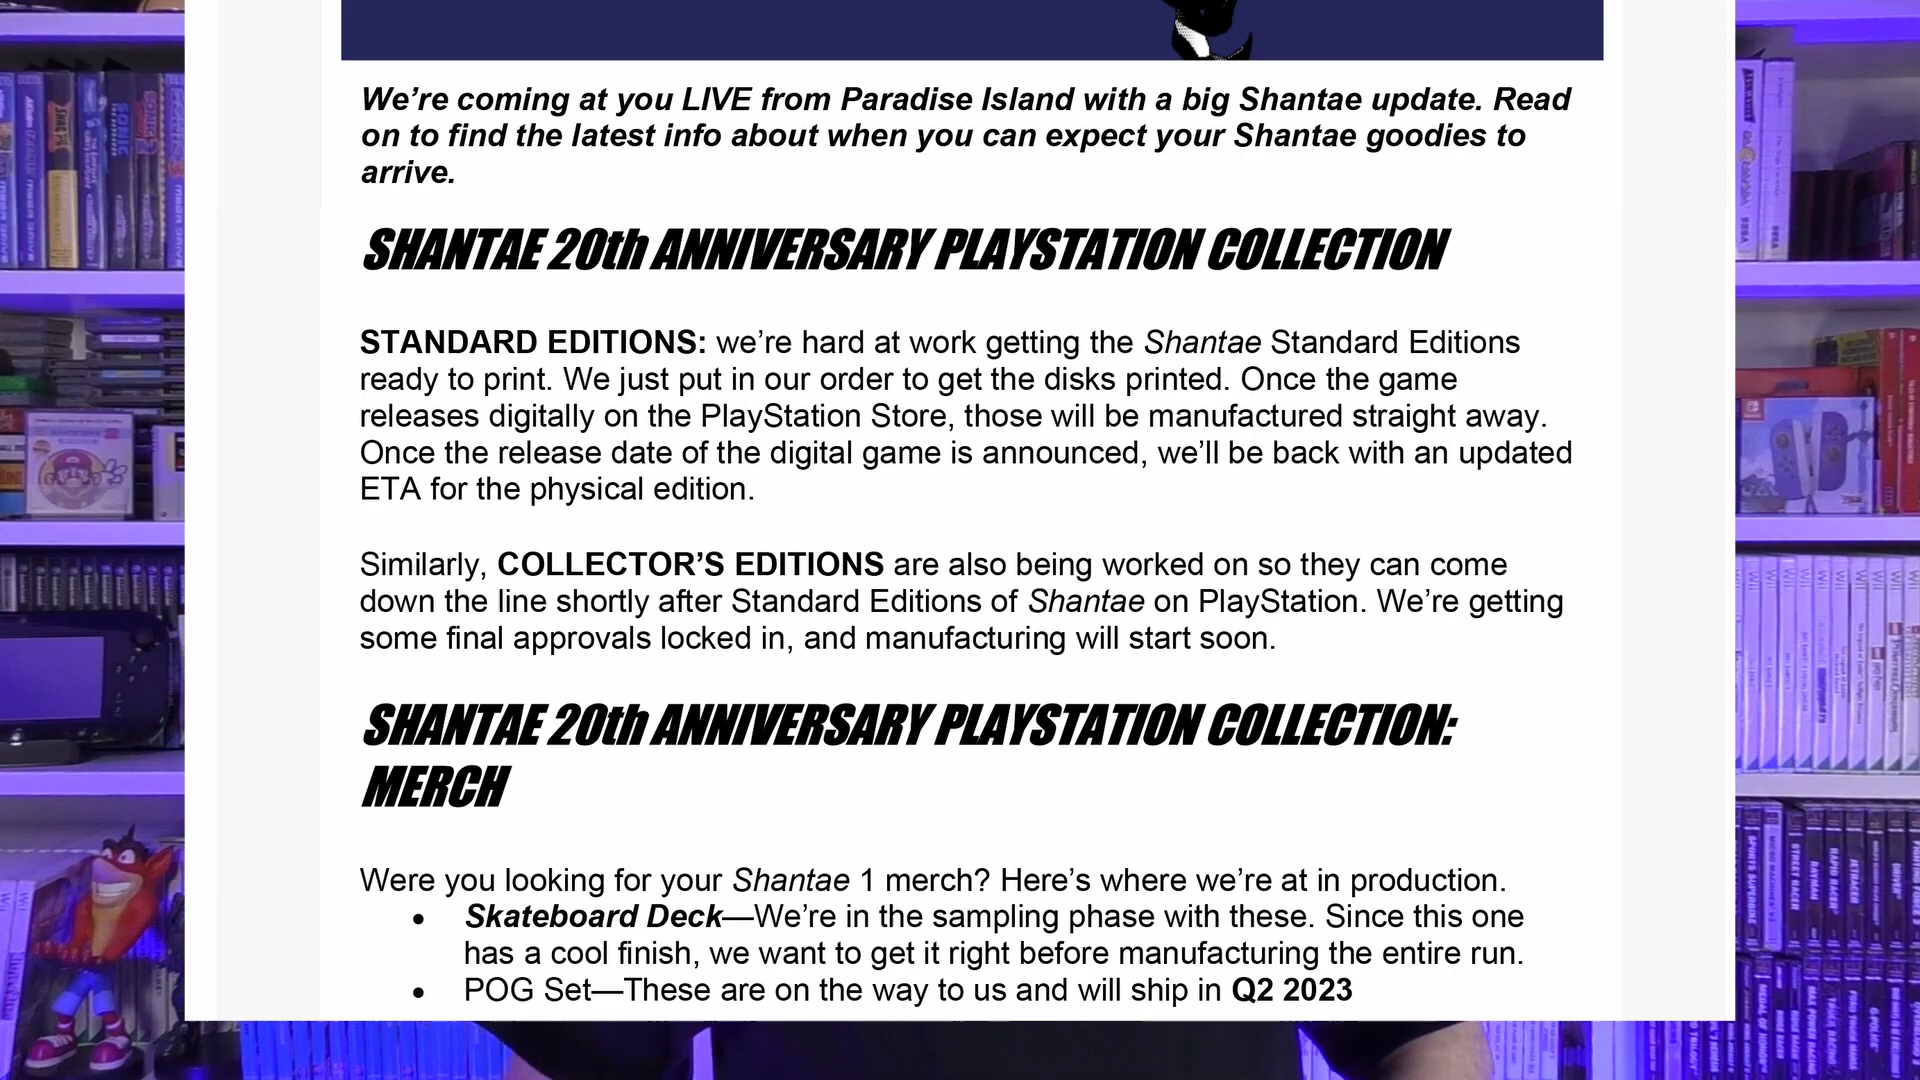 We’re coming at you LIVE from Paradise Island with a big Shantae update. Read
on to find the latest info about when you can expect your Shantae goodies to
arrive.
SHANTAE 20th ANNIVERSARY PLAYSTATION COLLECTION
STANDARD EDITIONS: we’re hard at work getting the Shantae Standard Editions
ready to print. We just put in our order to get the disks printed. Once the game
releases digitally on the PlayStation Store, those will be manufactured straight away.
Once the release date of the digital game is announced, we’ll be back with an updated
ETA for the physical edition.
Similarly, COLLECTOR’S EDITIONS are also being worked on so they can come
down the line shortly after Standard Editions of Shantae on PlayStation. We’re getting
some final approvals locked in, and manufacturing will start soon.
SHANTAE 20th ANNIVERSARY PLAYSTATION COLLECTION:
MERCH
Were you looking for your Shantae 1 merch? Here’s where we’re at in production.
• Skateboard Deck—We’re in the sampling phase with these. Since this one
has a cool finish, we want to get it right before manufacturing the entire run.
• POG Set—These are on the way to us and will ship in Q2 2023
STREET RACER
RAYMAN
RAPID RACER